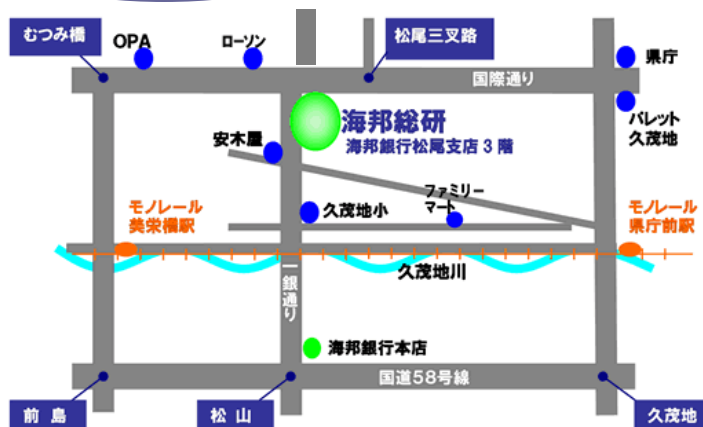 むつみ橋
OPA
ローソン
松尾三叉路
県庁
国際通り
海邦総研
海邦銀行松尾支店3階
パレット
久茂地
安木屋
ファミリー
マート
モノレール
美栄橋駅
久茂地小
モノレール
県庁前駅
久茂地川
一銀通り
海邦銀行本店
国道58号線
前島
松山
久茂地